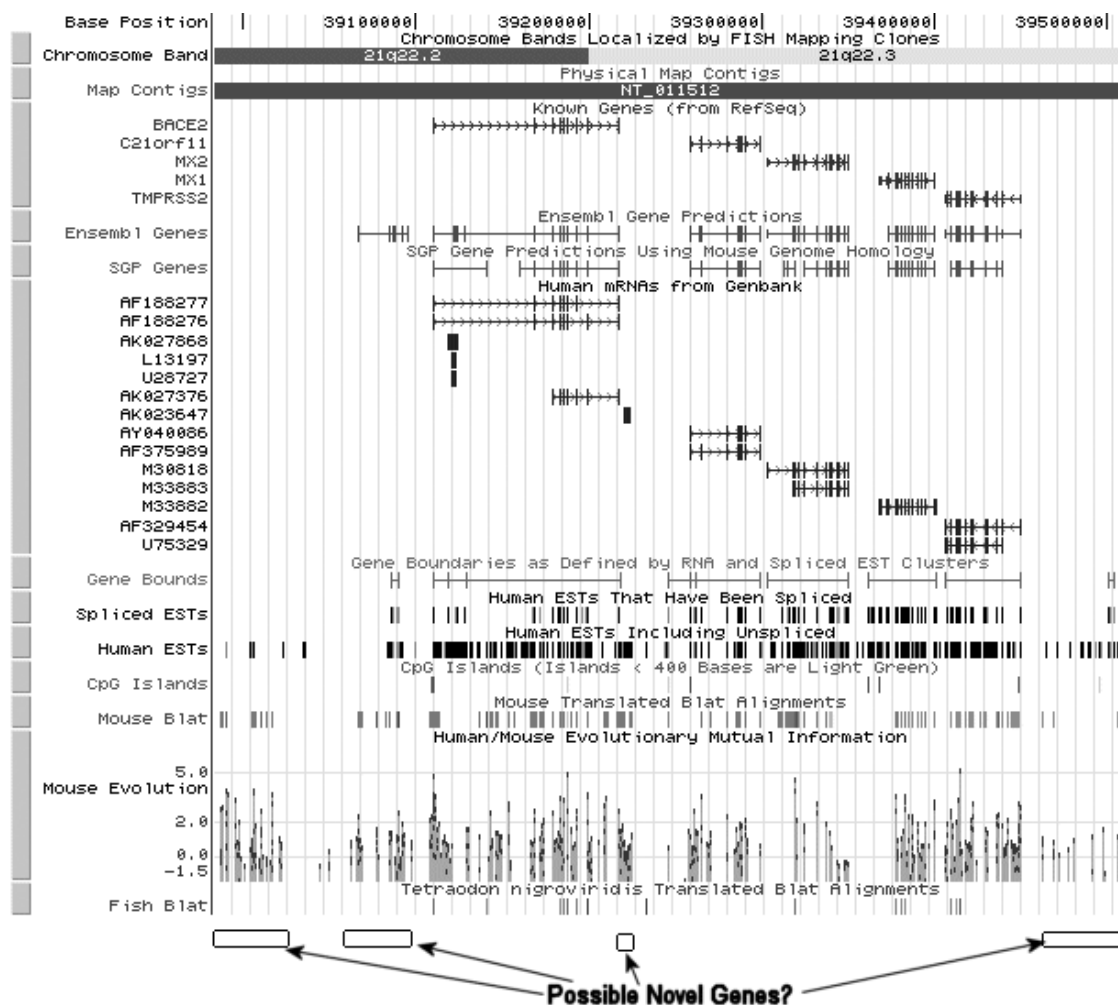 Base Position 39100000 39200000 39300000 39400000 39500000
Chromosome Bands Localized by FISH Mapping Clones
Chromosome Band 21q22.2 21q22.3
Physical Map Contigs
Map Contigs NT_011512
Known Genes (from RefSeq)
BACE2
C21orf11
MX2
MX1
TMPRSS2
Ensembl Gene Predictions
Ensembl Genes
SGP Gene Predictions Using Mouse Genome Homology
SGP Genes
Human mRNAs from Genbank
AF188277
AF188276
AK027868
L13197
U28727
AK027376
AK023647
AY040086
AF375989
M30818
M33883
M33882
AF329454
U75329
Gene Boundaries as Defined by RNA and Spliced EST Clusters
Gene Bounds
Human ESTs That Have Been Spliced
Spliced ESTs
Human ESTs Including Unspliced
Human ESTs
CpG Islands (Islands < 400 Bases are Light Green)
CpG Islands
Mouse Translated Blat Alignments
Mouse Blat
Human/Mouse Evolutionary Mutual Information
5.0
Mouse Evolution
2.0
0.0
-1.5
Tetraodon nigroviridis Translated Blat Alignments
Fish Blat
Possible Novel Genes?